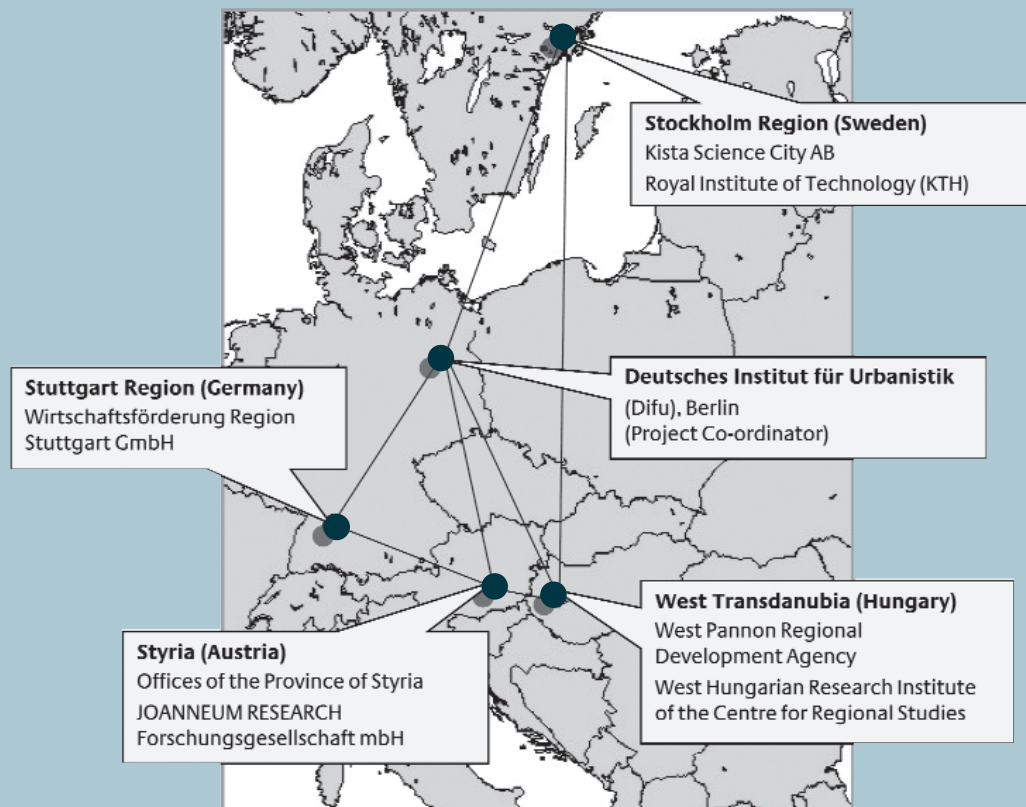 Stockholm Region (Sweden)
Kista Science City AB
Royal Institute of Technology (KTH)
Deutsches Institut für Urbanistik
(Difu), Berlin
(Project Co-ordinator)
Stuttgart Region (Germany)
Wirtschaftsförderung Region
Stuttgart GmbH
West Transdanubia (Hungary)
West Pannon Regional
Development Agency
West Hungarian Research Institute
of the Centre for Regional Studies
Styria (Austria)
Offices of the Province of Styria
JOANNEUM RESEARCH
Forschungsgesellschaft mbH